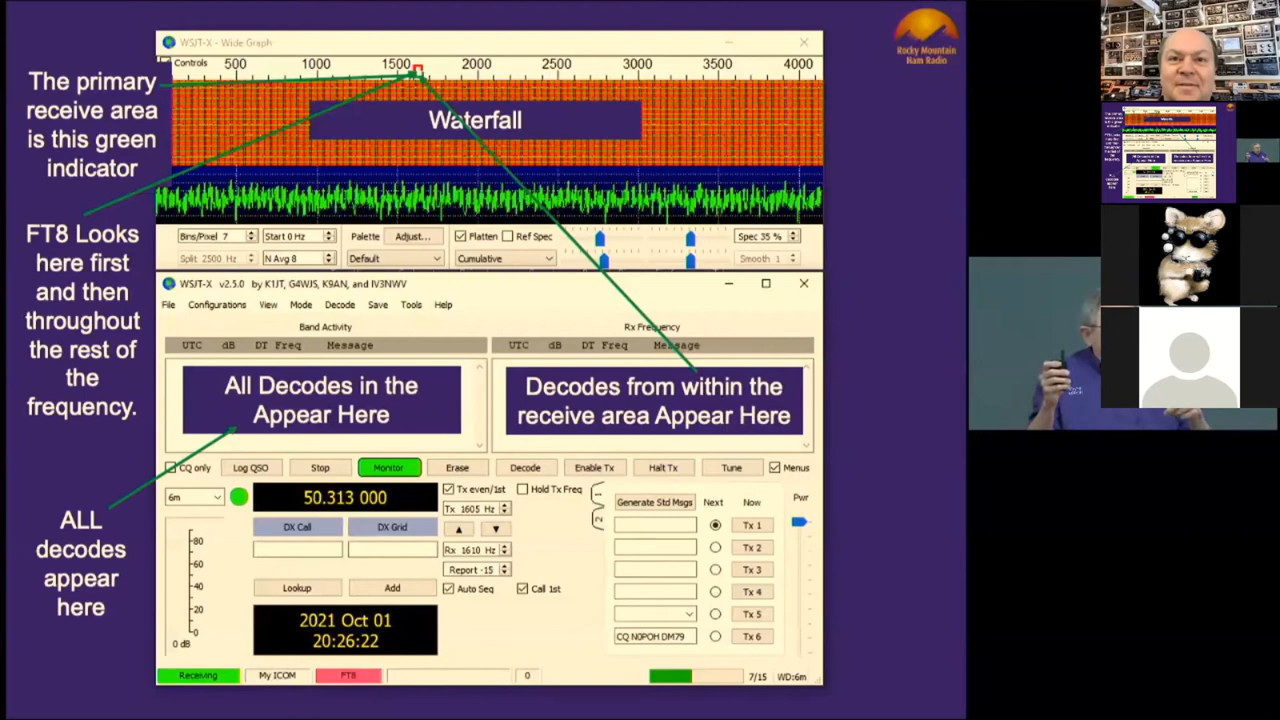 Rocky Mountain
Ham Radio
The primary
receive area
is this green
indicator
FT8 Looks
here first
and then
throughout
the rest of
the
frequency.
ALL
decodes
appear
here
WSJT-X - Wide Graph
Controls 500 1000 1500 2000 2500 3000 3500 4000
Waterfall
Bins/Pixel 7 Start 0 Hz Palette Adjust... Flatten Ref Spec Spec 35 %
Split 2500 Hz N Avg 8 Default Cumulative Smooth 1
WSJT-X v2.5.0 by K1JT, G4WJS, K9AN, and IV3NWV
File Configurations View Mode Decode Save Tools Help
Band Activity Rx Frequency
UTC dB DT Freq Message UTC dB DT Freq Message
All Decodes in the
Appear Here
Decodes from within the
receive area Appear Here
CQ only Log QSO Stop Monitor Erase Decode Enable Tx Halt Tx Tune Menus
6m 50.313 000 Tx even/1st Hold Tx Freq Pwr
Tx 1605 Hz 1 Generate Std Msgs Next Now
DX Call DX Grid 2 Tx 1
-80 Rx 1610 Hz Tx 2
-60 Report -15 Tx 3
-40 Lookup Add Auto Seq Call 1st Tx 4
-20 2021 Oct 01 Tx 5
-0 20:26:22 CQ N0POH DM79 Tx 6
0 dB
Receiving My ICOM FT8 0 7/15 WD:6m